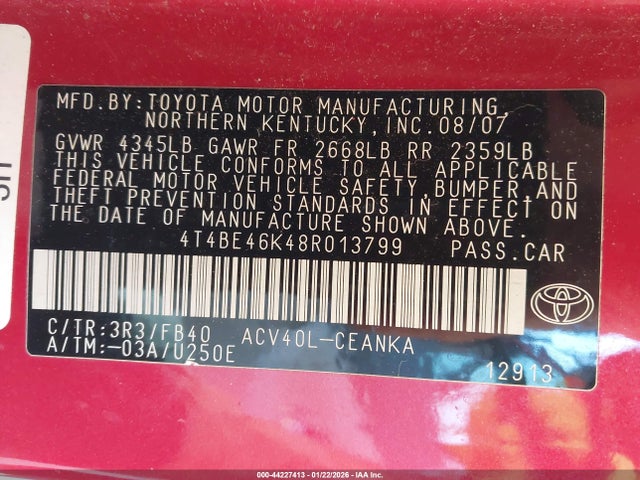 MFD.BY:TOYOTA MOTOR MANUFACTURING,
NORTHERN KENTUCKY,INC.08/07
GVWR 4345LB GAWR FR 2668LB RR 2359LB
THIS VEHICLE CONFORMS TO ALL APPLICABLE
FEDERAL MOTOR VEHICLE SAFETY,BUMPER,AND
THEFT PREVENTION STANDARDS IN EFFECT ON
THE DATE OF MANUFACTURE SHOWN ABOVE.
4T4BE46K48R013799 PASS.CAR
C/TR:3R3/FB40 ACV40L-CEANKA
A/TM:-03A/U250E
12913
TOYOTA
000-44227413 - 01/22/2026 - IAA Inc.